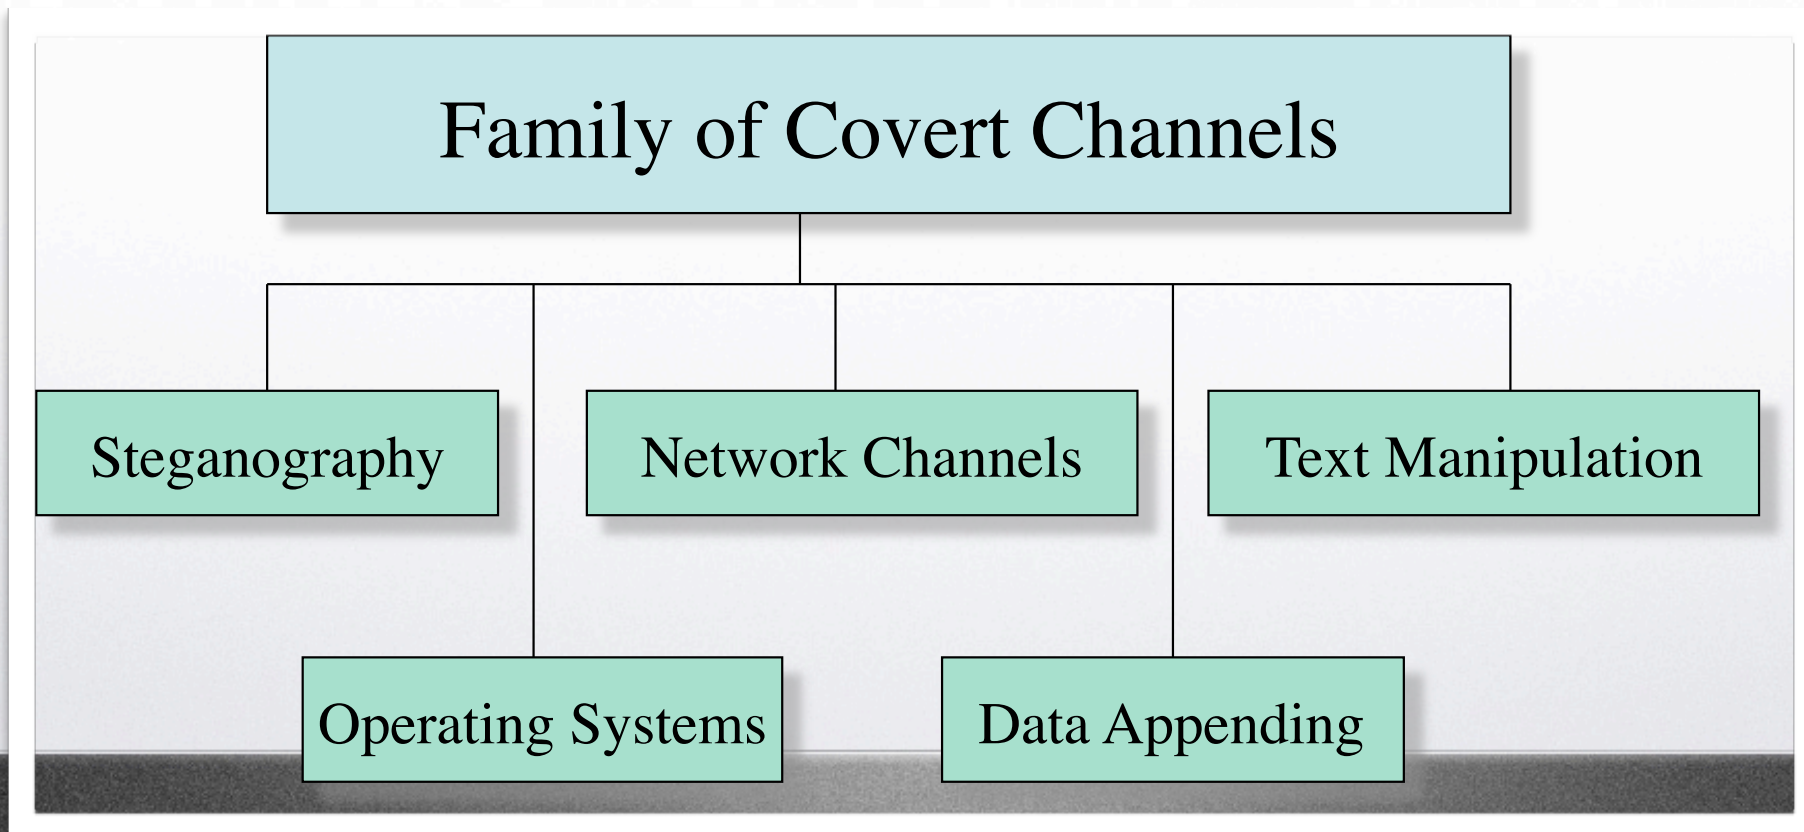 Family of Covert Channels
Steganography
Network Channels
Text Manipulation
Operating Systems
Data Appending